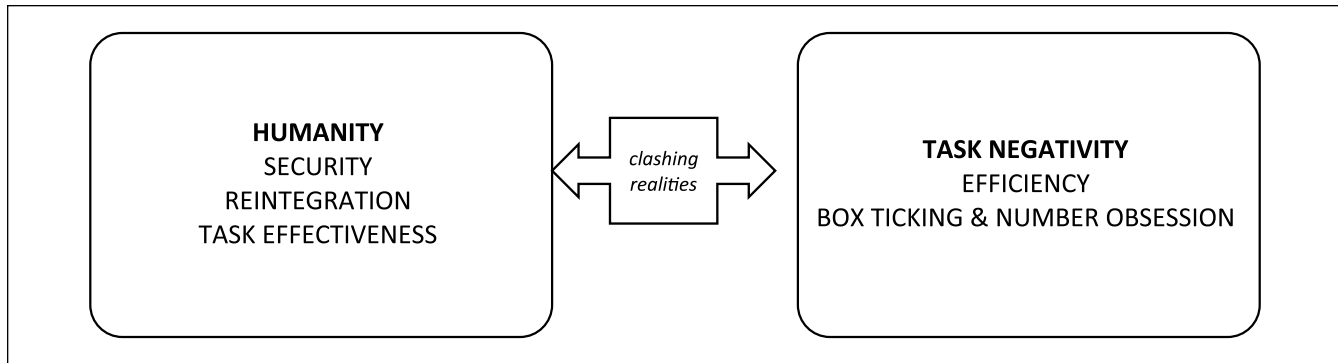 HUMANITY
SECURITY
REINTEGRATION
TASK EFFECTIVENESS
clashing
realities
TASK NEGATIVITY
EFFICIENCY
BOX TICKING & NUMBER OBSESSION